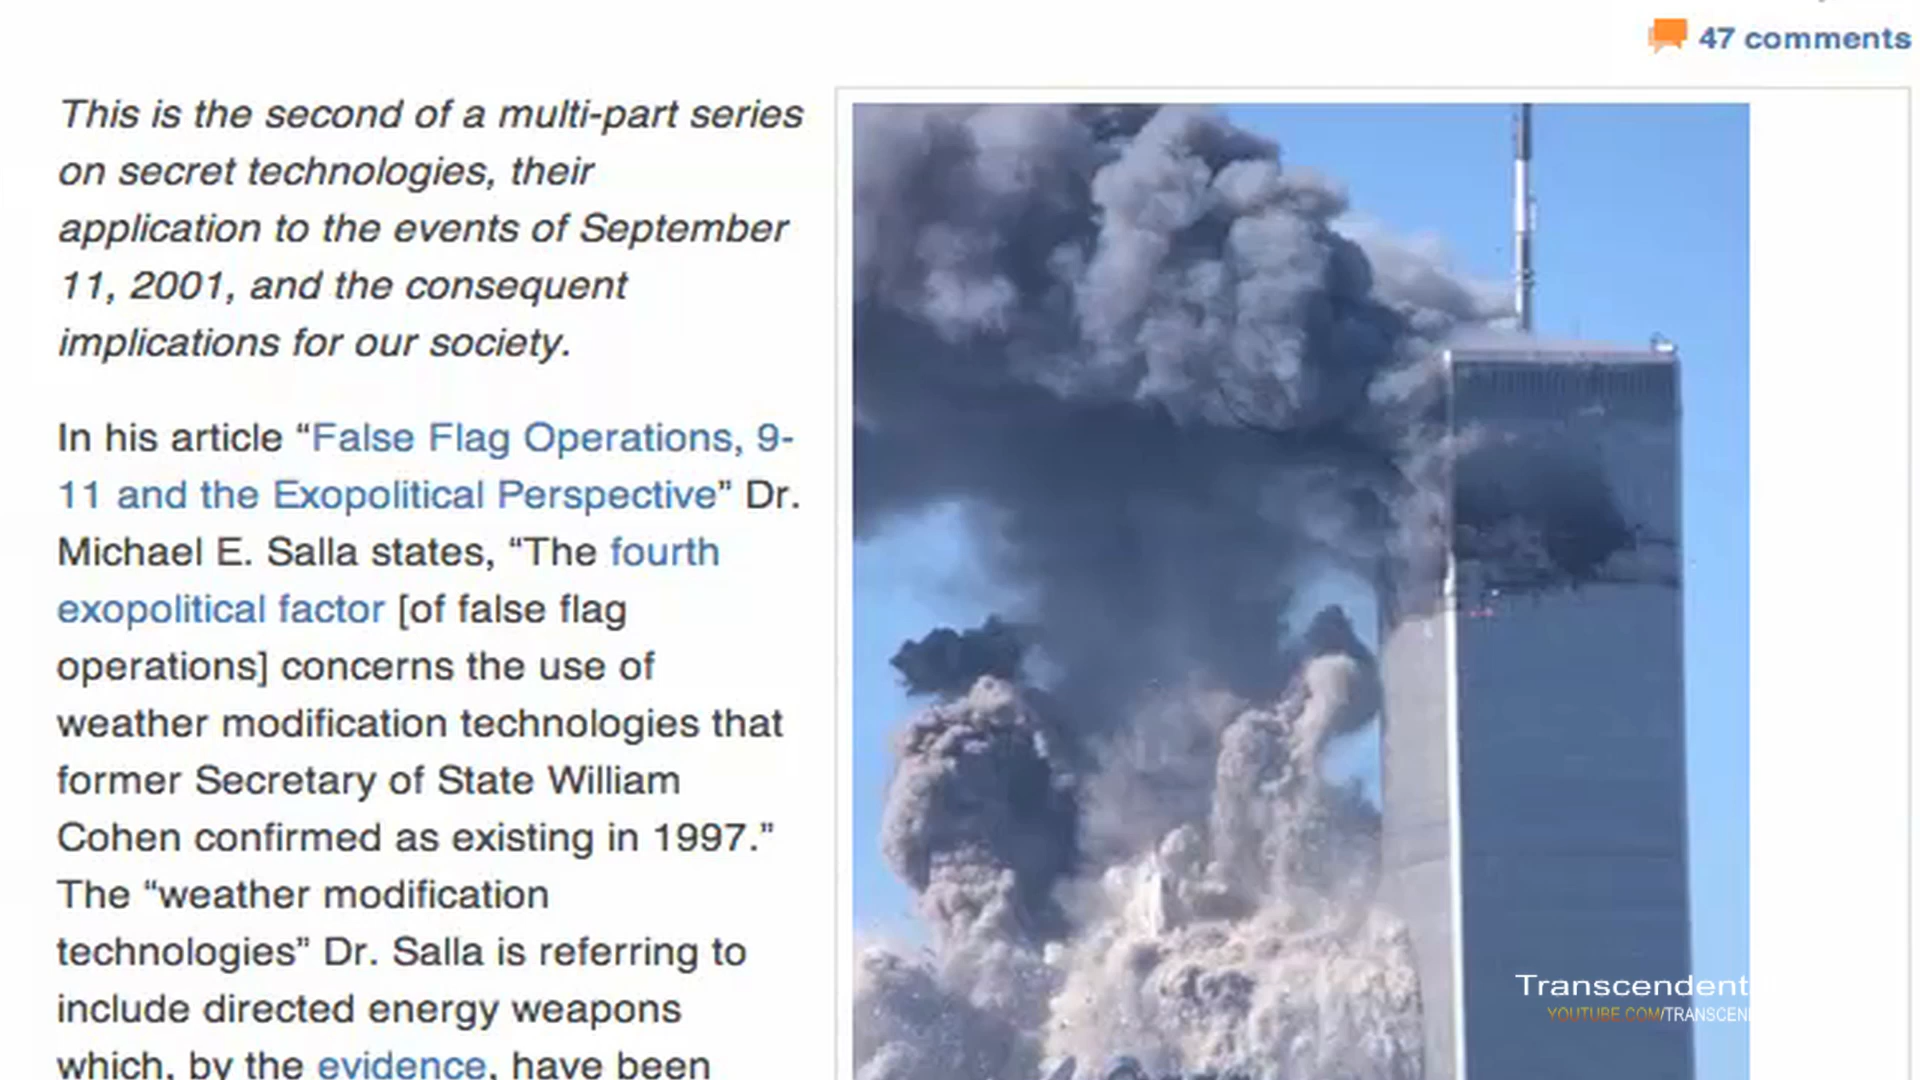 47 comments
This is the second of a multi-part series
on secret technologies, their
application to the events of September
11, 2001, and the consequent
implications for our society.
In his article “False Flag Operations, 9-
11 and the Exopolitical Perspective” Dr.
Michael E. Salla states, “The fourth
exopolitical factor [of false flag
operations] concerns the use of
weather modification technologies that
former Secretary of State William
Cohen confirmed as existing in 1997.”
The “weather modification
technologies” Dr. Salla is referring to
include directed energy weapons
which, by the evidence, have been
Transcendent
YOUTUBE.COM/TRANSCEN